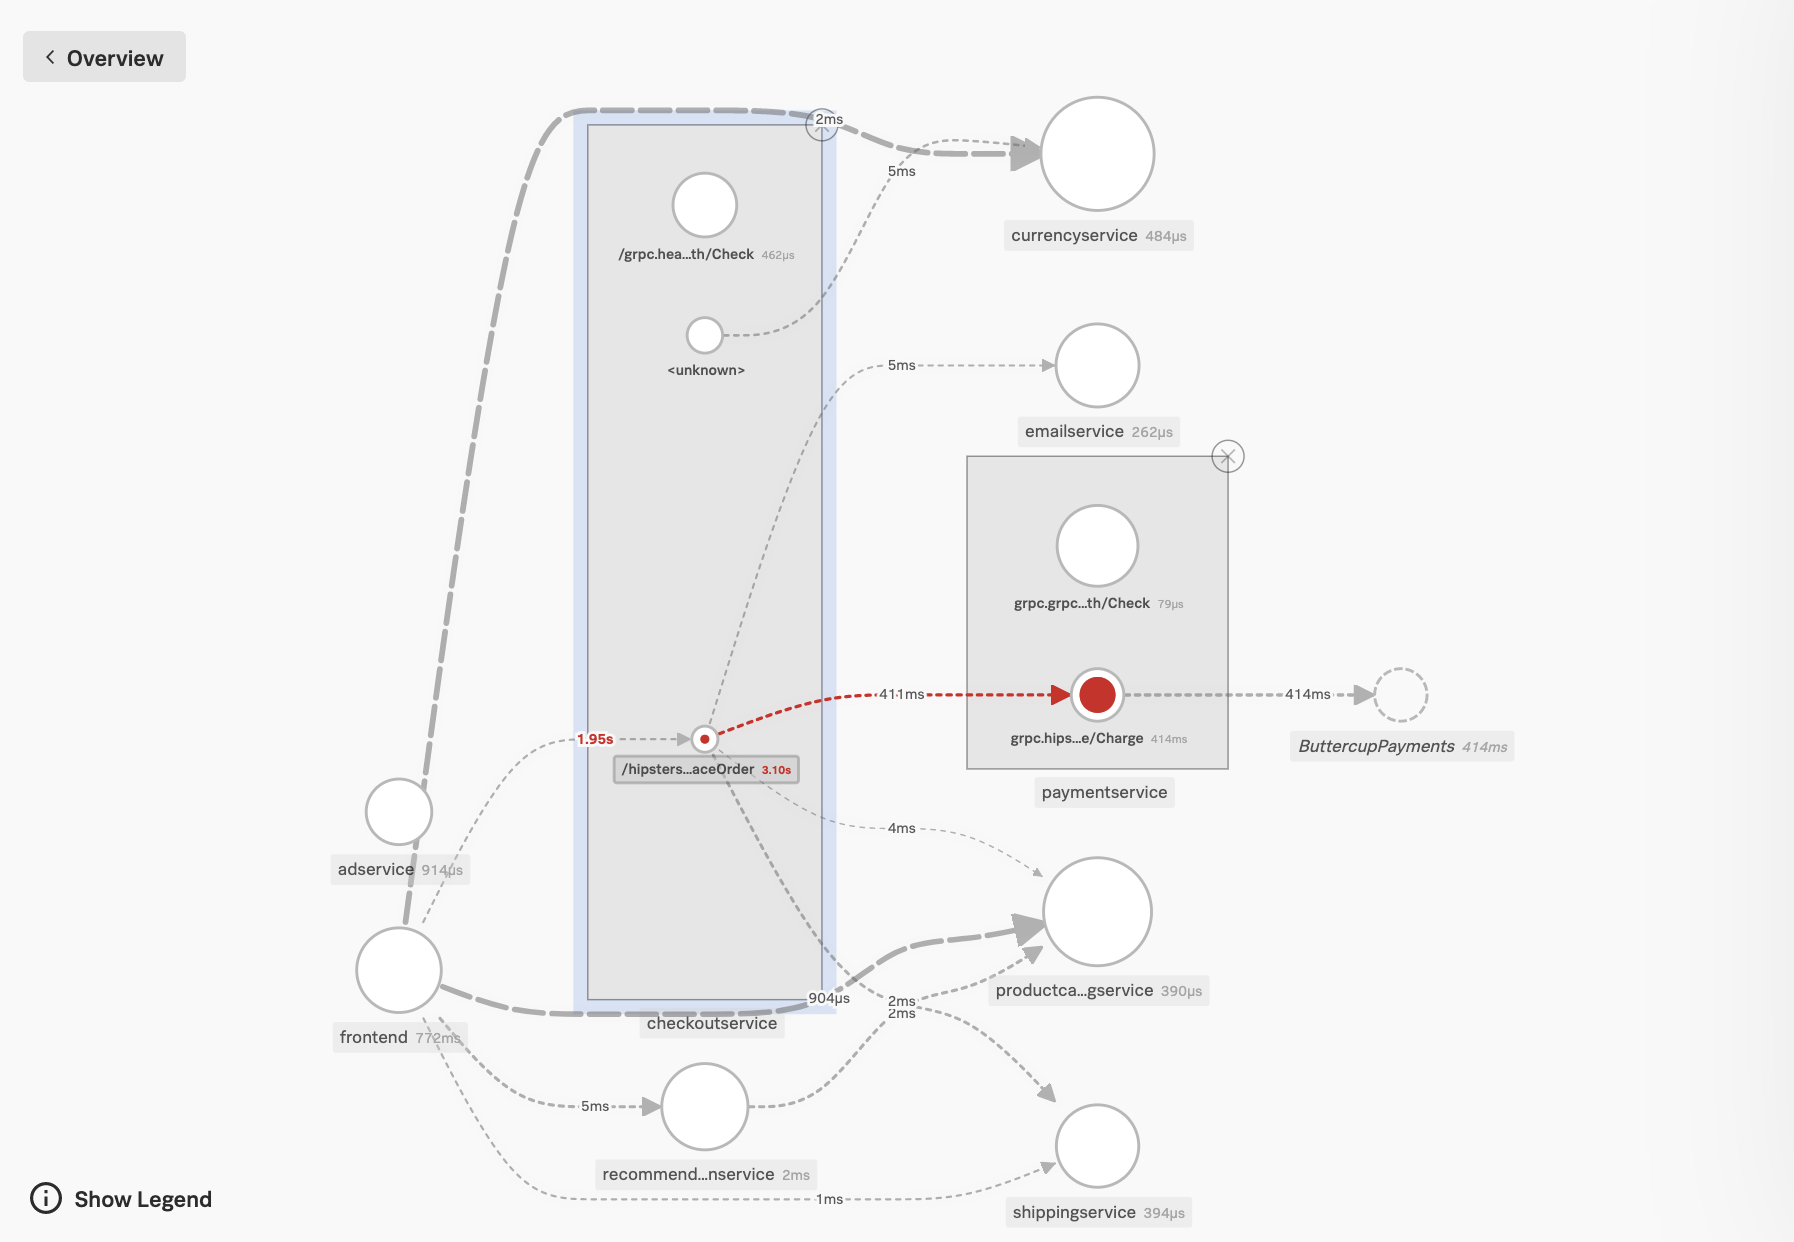 Overview
2ms
5ms
currencyservice 484µs
/grpc.hea...th/Check 462µs
<unknown>
5ms
emailservice 262µs
grpc.grpc...th/Check 79µs
411ms
414ms
grpc.hips...e/Charge 414ms
ButtercupPayments 414ms
1.95s
/hipsters...aceOrder 3.10s
paymentservice
4ms
adservice 914µs
productca...gservice 390µs
904µs
2ms
2ms
checkoutservice
frontend 772ms
5ms
recommend...nservice 2ms
1ms
shippingservice 394µs
Show Legend